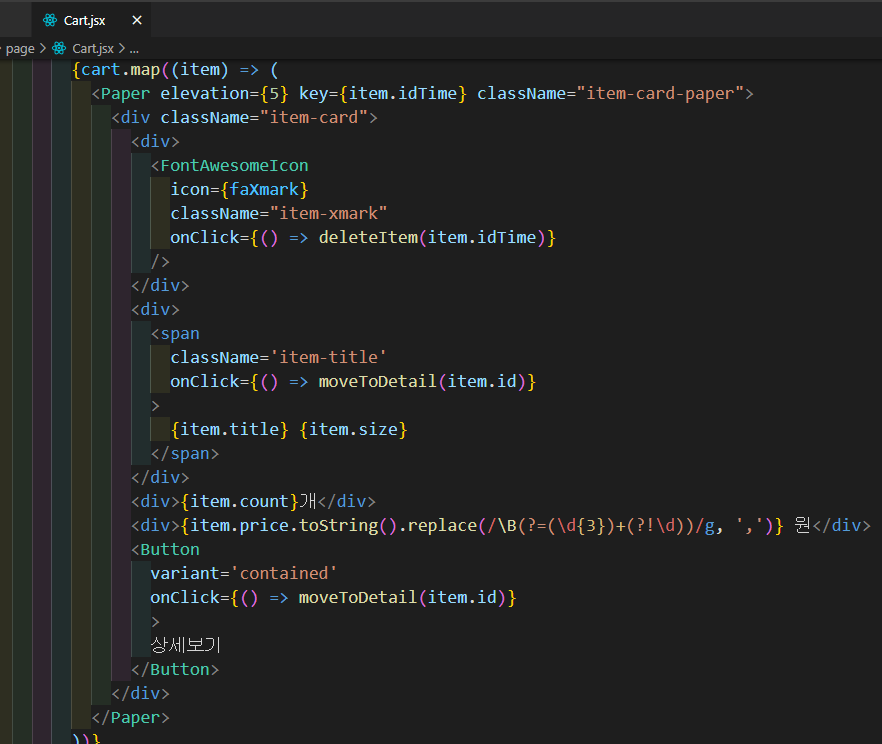 Cart.jsx
page > Cart.jsx > ...
{cart.map((item) => (
<Paper elevation={5} key={item.idTime} className="item-card-paper">
<div className="item-card">
<div>
<FontAwesomeIcon
icon={faXmark}
className="item-xmark"
onClick={() => deleteItem(item.idTime)}
/>
</div>
<div>
<span
className='item-title'
onClick={() => moveToDetail(item.id)}
>
{item.title} {item.size}
</span>
</div>
<div>{item.count}개</div>
<div>{item.price.toString().replace(/\B(?=(\d{3})+(?!\d))/g, ',')} 원</div>
<Button
variant='contained'
onClick={() => moveToDetail(item.id)}
>
상세보기
</Button>
</div>
</Paper>
))}